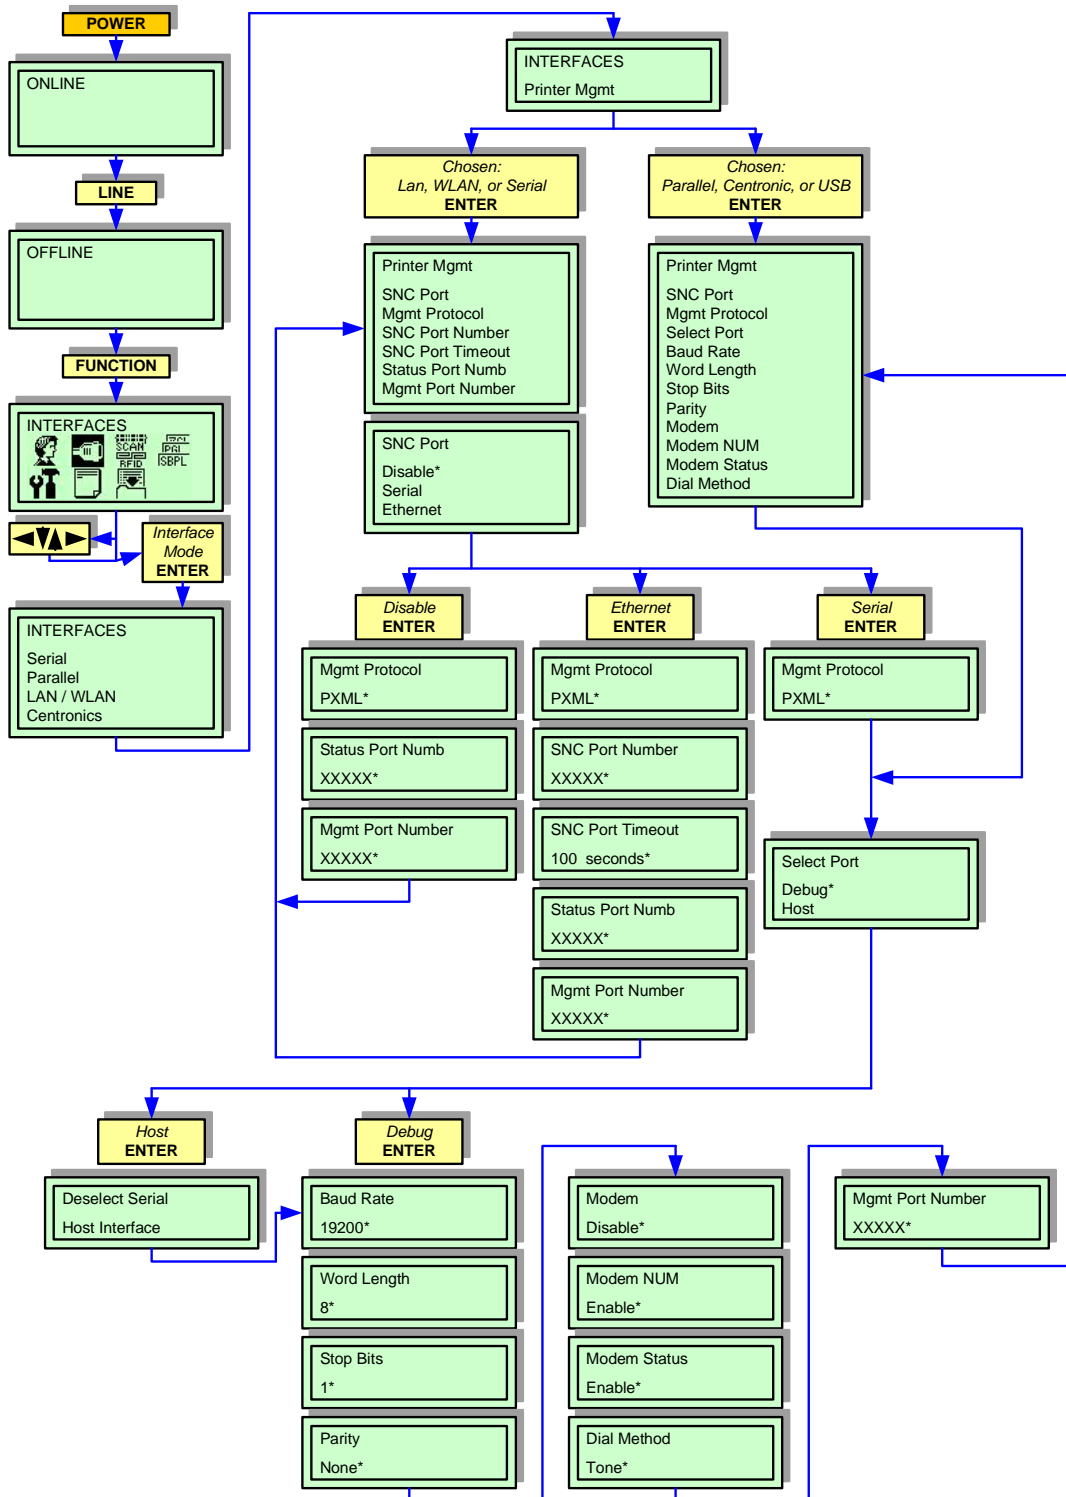 POWER
ONLINE
LINE
OFFLINE
FUNCTION
INTERFACES
SCAN
RFID
PGL
SBPL
Interface
Mode
ENTER
INTERFACES
Serial
Parallel
LAN / WLAN
Centronics
INTERFACES
Printer Mgmt
Chosen:
Lan, WLAN, or Serial
ENTER
Chosen:
Parallel, Centronic, or USB
ENTER
Printer Mgmt
SNC Port
Mgmt Protocol
SNC Port Number
SNC Port Timeout
Status Port Numb
Mgmt Port Number
Printer Mgmt
SNC Port
Mgmt Protocol
Select Port
Baud Rate
Word Length
Stop Bits
Parity
Modem
Modem NUM
Modem Status
Dial Method
SNC Port
Disable*
Serial
Ethernet
Disable
ENTER
Ethernet
ENTER
Serial
ENTER
Mgmt Protocol
PXML*
Status Port Numb
XXXXX*
Mgmt Port Number
XXXXX*
Mgmt Protocol
PXML*
SNC Port Number
XXXXX*
SNC Port Timeout
100 seconds*
Status Port Numb
XXXXX*
Mgmt Port Number
XXXXX*
Mgmt Protocol
PXML*
Select Port
Debug*
Host
Host
ENTER
Debug
ENTER
Deselect Serial
Host Interface
Baud Rate
19200*
Word Length
8*
Stop Bits
1*
Parity
None*
Modem
Disable*
Modem NUM
Enable*
Modem Status
Enable*
Dial Method
Tone*
Mgmt Port Number
XXXXX*